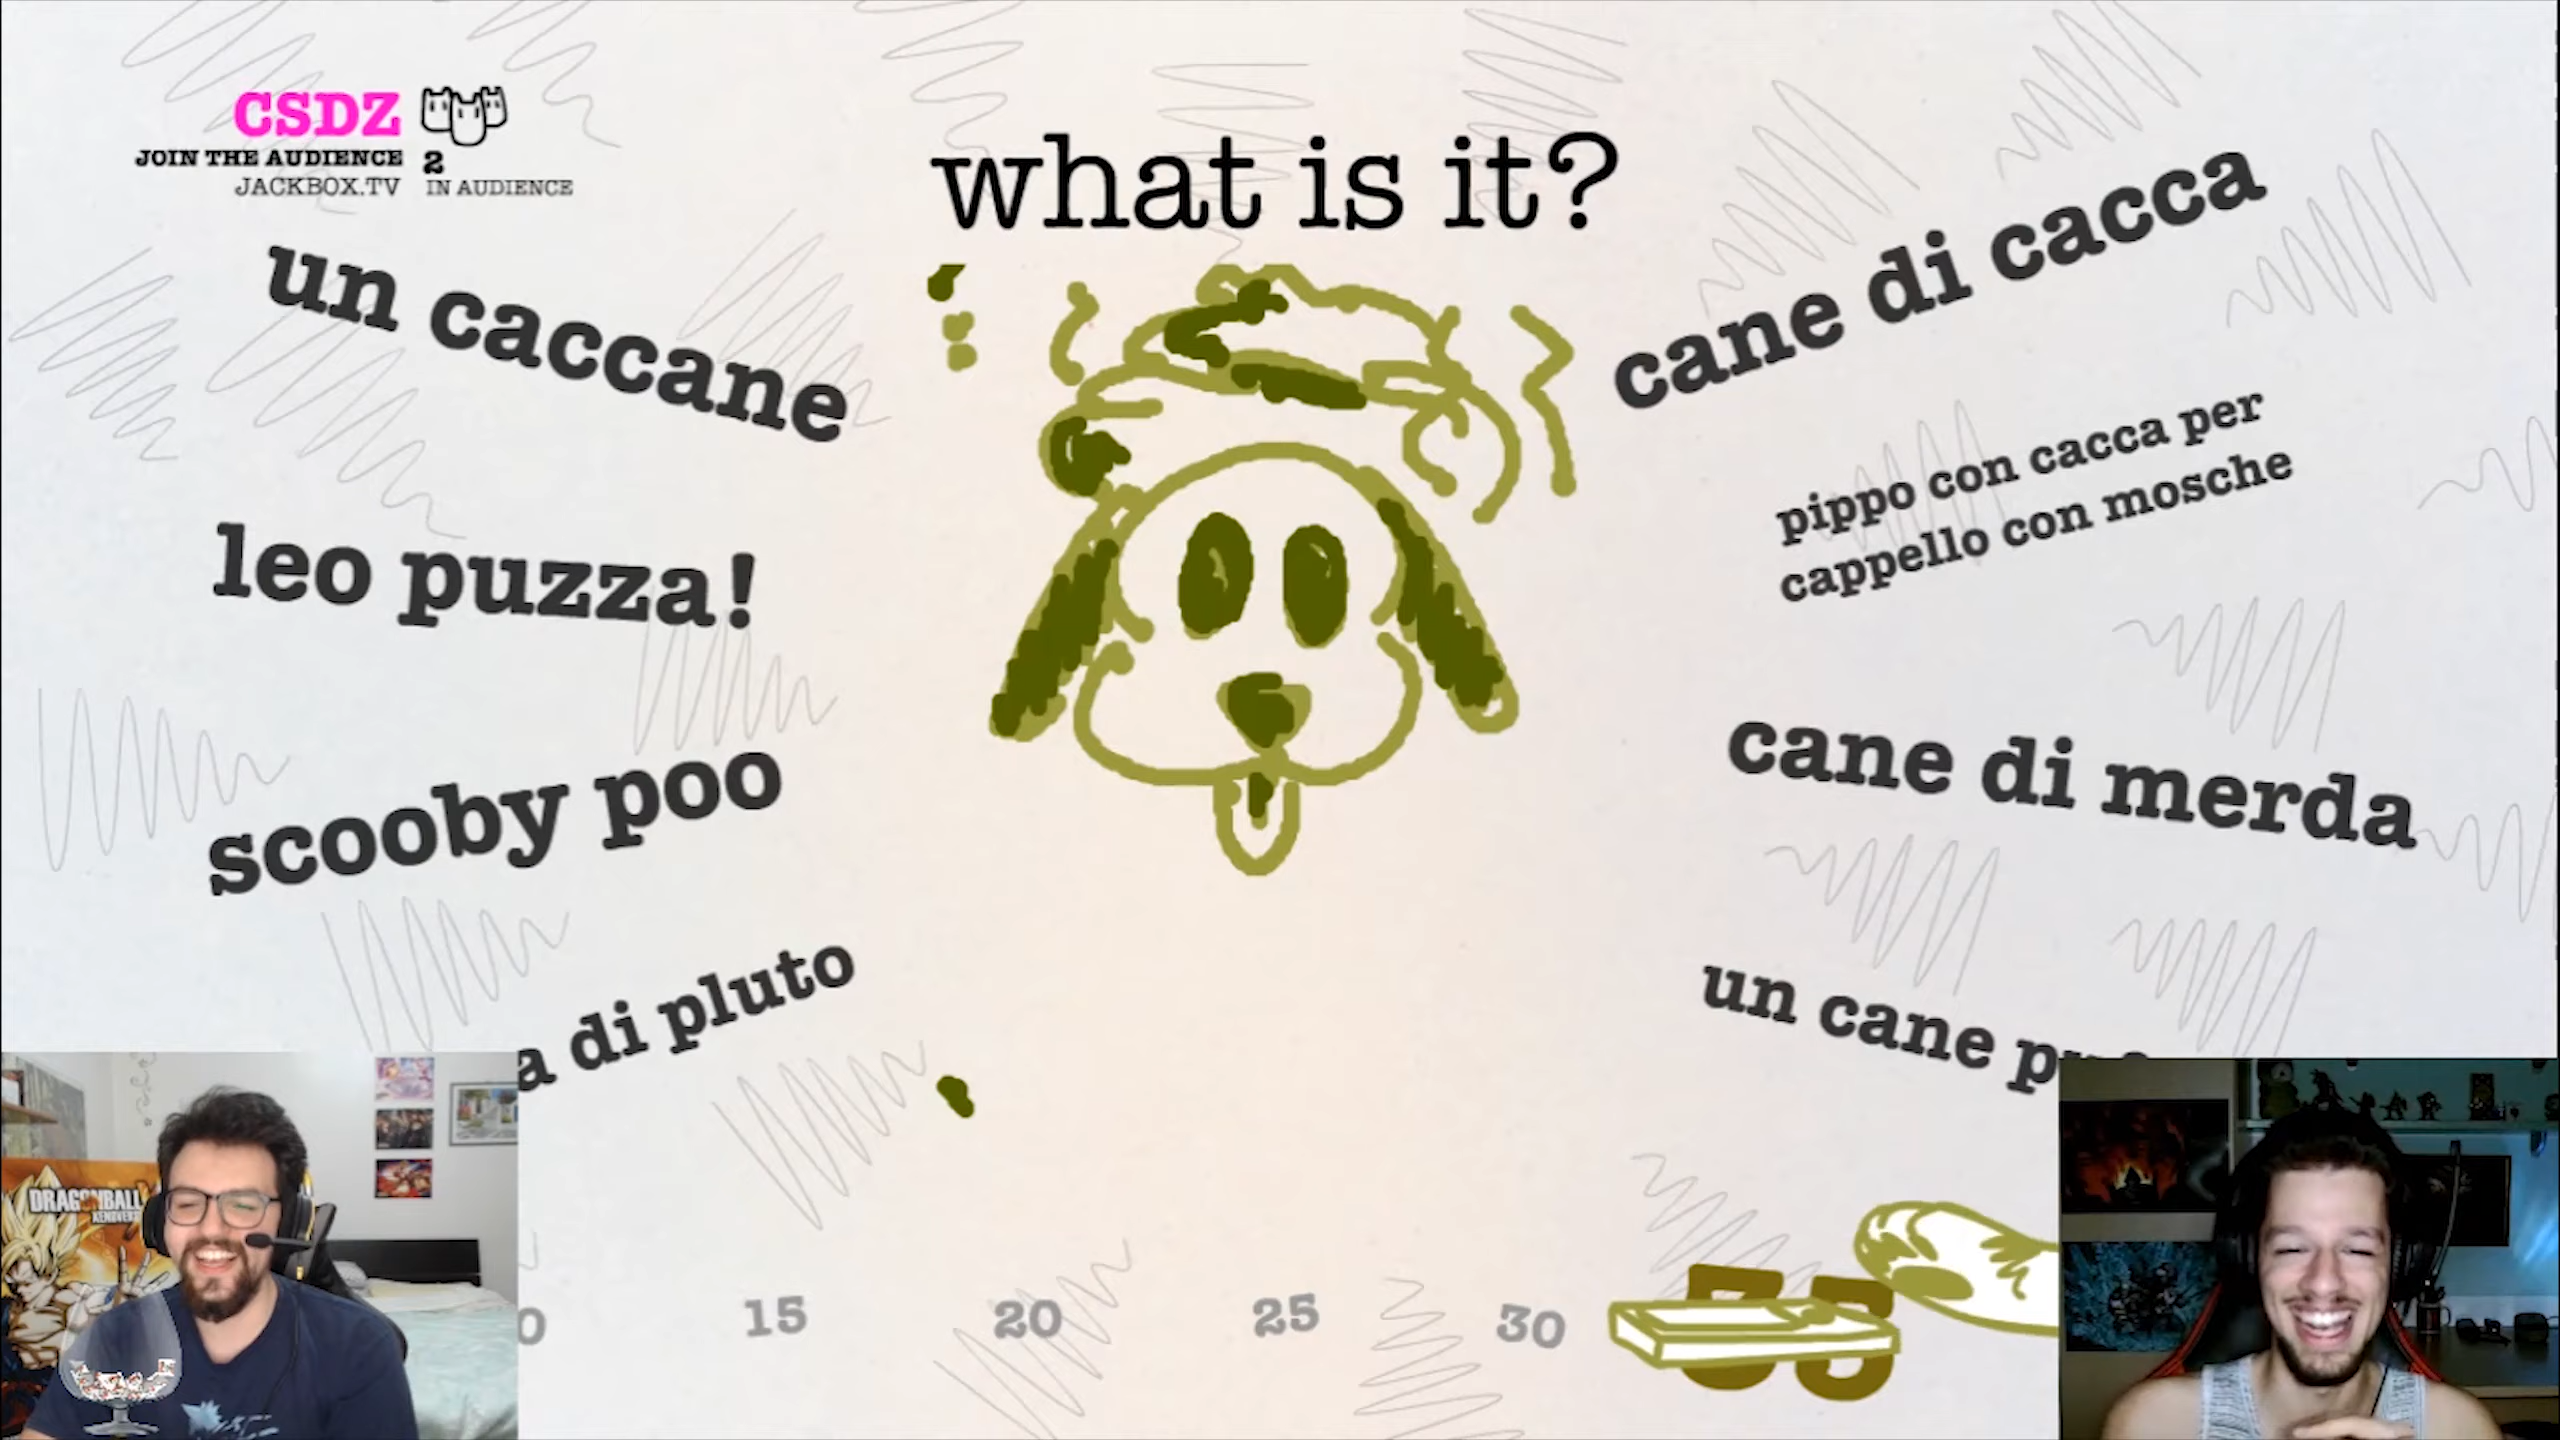 CSDZ
JOIN THE AUDIENCE
JACKBOX.TV
2
IN AUDIENCE
what is it?
un caccane
cane di cacca
pippo con cacca per
cappello con mosche
leo puzza!
cane di merda
scooby poo
a di pluto
un cane
DRAGONBALL
XENOVERSE
15
20
25
30